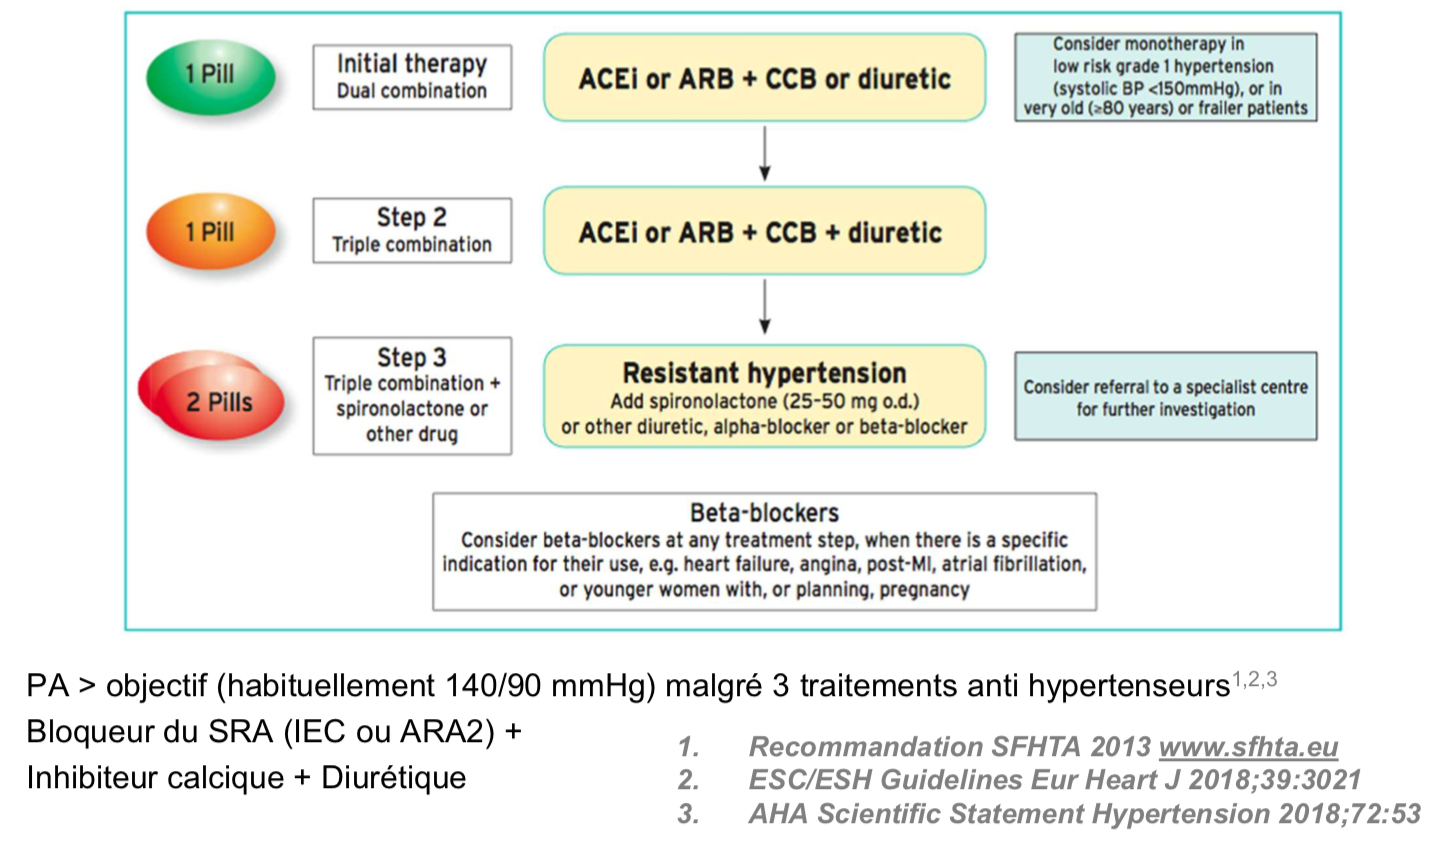 1 Pill
Initial therapy
Dual combination
ACEi or ARB + CCB or diuretic
Consider monotherapy in
low risk grade 1 hypertension
(systolic BP <150mmHg), or in
very old (≥80 years) or frailer patients
1 Pill
Step 2
Triple combination
ACEi or ARB + CCB + diuretic
2 Pills
Step 3
Triple combination +
spironolactone or
other drug
Resistant hypertension
Add spironolactone (25-50 mg o.d.)
or other diuretic, alpha-blocker or beta-blocker
Consider referral to a specialist centre
for further investigation
Beta-blockers
Consider beta-blockers at any treatment step, when there is a specific
indication for their use, e.g. heart failure, angina, post-MI, atrial fibrillation,
or younger women with, or planning, pregnancy
PA > objectif (habituellement 140/90 mmHg) malgré 3 traitements anti hypertenseurs1,2,3
Bloqueur du SRA (IEC ou ARA2) +
Inhibiteur calcique + Diurétique
1. Recommandation SFHTA 2013 www.sfhta.eu
2. ESC/ESH Guidelines Eur Heart J 2018;39:3021
3. AHA Scientific Statement Hypertension 2018;72:53